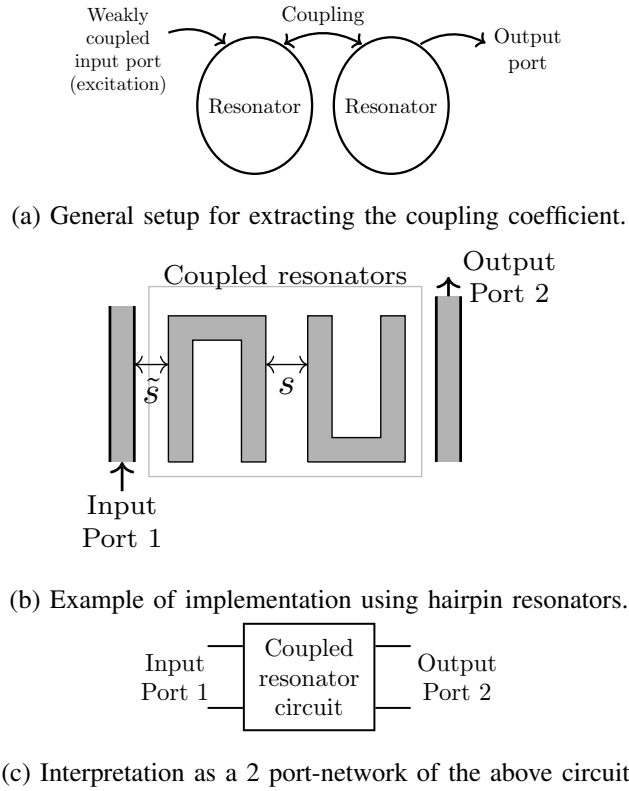 Weakly
coupled
input port
(excitation)
Coupling
Output
port
Resonator
Resonator
(a) General setup for extracting the coupling coefficient.
Coupled resonators
Output
Port 2
s̃
s
Input
Port 1
(b) Example of implementation using hairpin resonators.
Input
Port 1
Coupled
resonator
circuit
Output
Port 2
(c) Interpretation as a 2 port-network of the above circuit